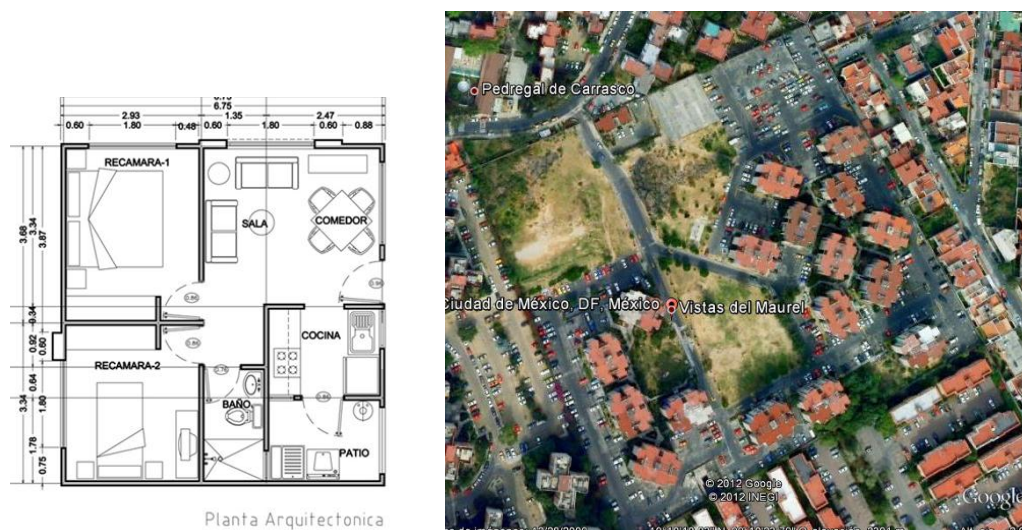 6.75
2.93 1.35 2.47
0.60 1.80 0.48 0.60 1.80 0.60 0.88
RECAMARA-1
SALA
COMEDOR
3.68
3.34
3.87
0.34
0.92
0.60
COCINA
RECAMARA-2
BAÑO
PATIO
3.34
0.64
1.80
1.78
0.75
Planta Arquitectonica
Pedregal de Carrasco
Ciudad de México, DF, México
Vistas del Maurel
© 2012 Google
© 2012 INEGI
Google